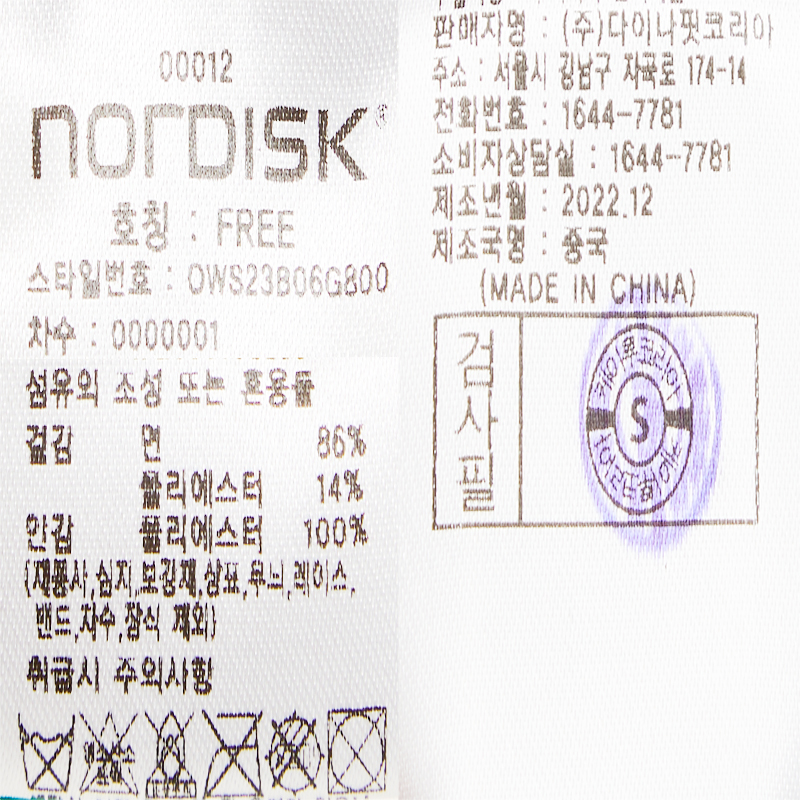 00012
NORDISK®
호칭 : FREE
스타일번호 : OWS23B06G800
차수 : 0000001
섬유의 조성 또는 혼용률
겉감 면 86%
폴리에스터 14%
안감 폴리에스터 100%
(재봉사,심지,보강재,상표,무늬,레이스,
밴드,자수,장식 제외)
취급시 주의사항
판매자명 : (주)다이나핏코리아
주소 : 서울시 강남구 자곡로 174-14
전화번호 : 1644-7781
소비자상담실 : 1644-7781
제조년월 : 2022.12
제조국명 : 중국
(MADE IN CHINA)
검사필
S